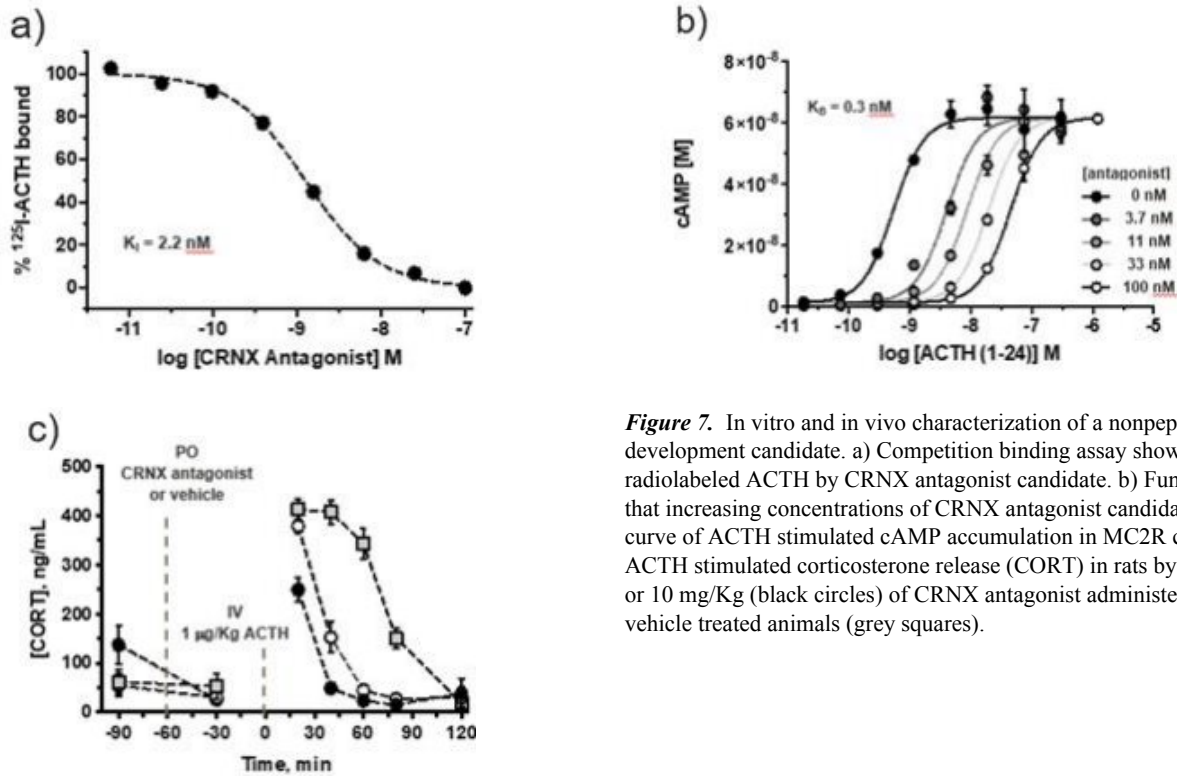 a)
100
80
60
40
20
0
% 125I-ACTH bound
KI = 2.2 nM
-11 -10 -9 -8 -7
log [CRNX Antagonist] M
b)
8×10-8
6×10-8
4×10-8
2×10-8
0
cAMP [M]
KB = 0.3 nM
[antagonist]
0 nM
3.7 nM
11 nM
33 nM
100 nM
-11 -10 -9 -8 -7 -6 -5
log [ACTH (1-24)] M
c)
500
400
300
200
100
0
[CORT], ng/mL
PO
CRNX antagonist
or vehicle
IV
1 µg/Kg ACTH
-90 -60 -30 0 30 60 90 120
Time, min
Figure 7. In vitro and in vivo characterization of a nonpep
development candidate. a) Competition binding assay show
radiolabeled ACTH by CRNX antagonist candidate. b) Fun
that increasing concentrations of CRNX antagonist candida
curve of ACTH stimulated cAMP accumulation in MC2R c
ACTH stimulated corticosterone release (CORT) in rats by
or 10 mg/Kg (black circles) of CRNX antagonist administe
vehicle treated animals (grey squares).